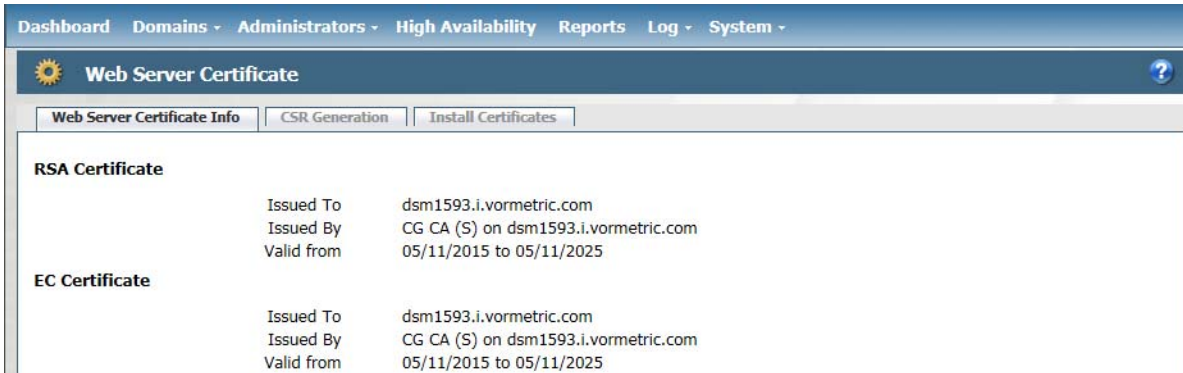 Dashboard Domains Administrators High Availability Reports Log System
Web Server Certificate ?
Web Server Certificate Info CSR Generation Install Certificates
RSA Certificate
Issued To dsm1593.i.vormetric.com
Issued By CG CA (S) on dsm1593.i.vormetric.com
Valid from 05/11/2015 to 05/11/2025
EC Certificate
Issued To dsm1593.i.vormetric.com
Issued By CG CA (S) on dsm1593.i.vormetric.com
Valid from 05/11/2015 to 05/11/2025